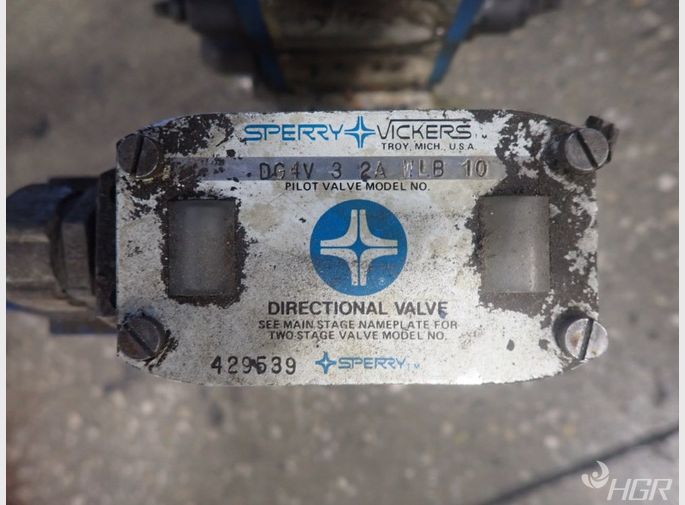 SPERRY VICKERS
TROY, MICH., U.S.A.
DG4V 3 2A WLB 10
PILOT VALVE MODEL NO.
DIRECTIONAL VALVE
SEE MAIN STAGE NAMEPLATE FOR
TWO-STAGE VALVE MODEL NO.
429539 SPERRY T.M.
HGR